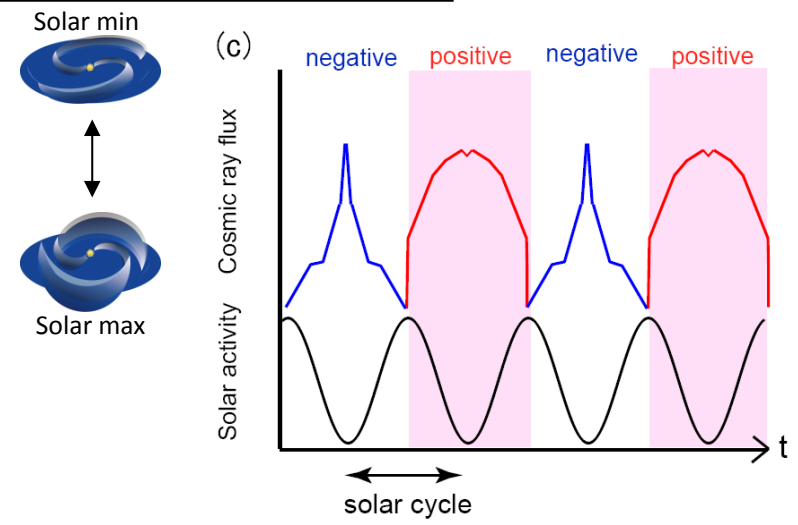 Solar min
Solar max
(c)
negative
positive
negative
positive
Cosmic ray flux
Solar activity
t
solar cycle